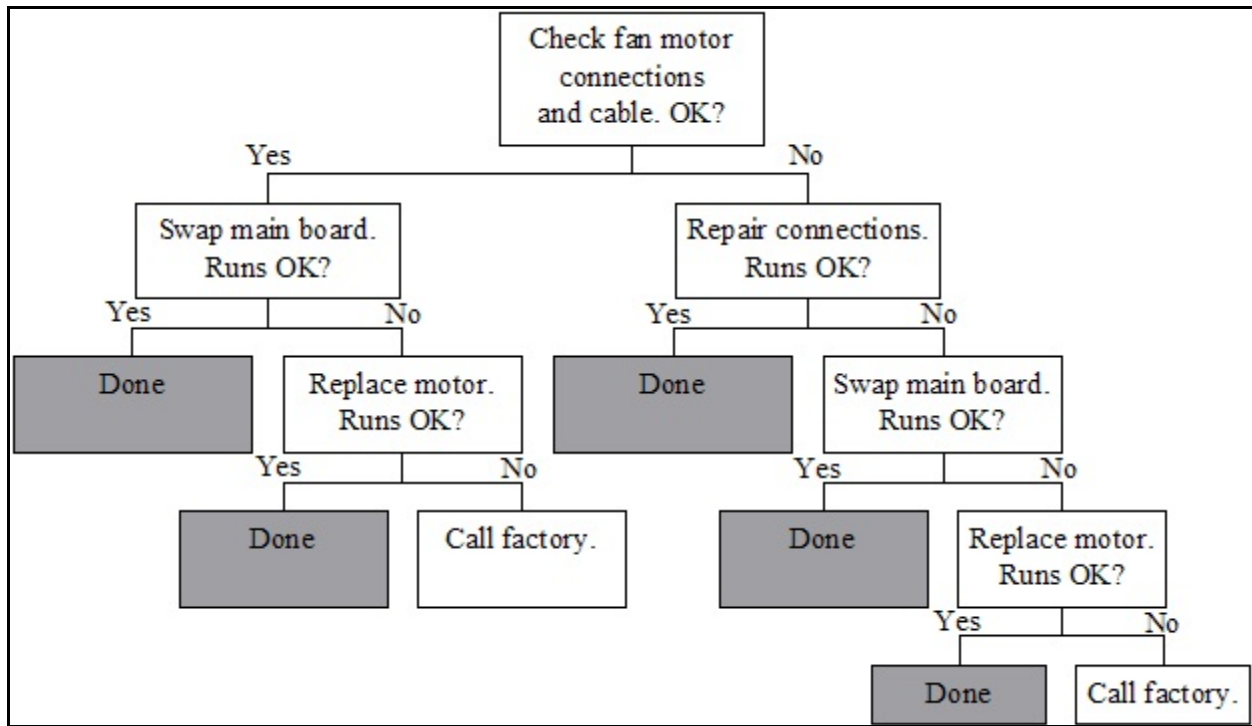 Check fan motor
connections
and cable. OK?
Yes
No
Swap main board.
Runs OK?
Repair connections.
Runs OK?
Yes
No
Yes
No
Done
Replace motor.
Runs OK?
Done
Swap main board.
Runs OK?
Yes
No
Yes
No
Done
Call factory.
Done
Replace motor.
Runs OK?
Yes
No
Done
Call factory.